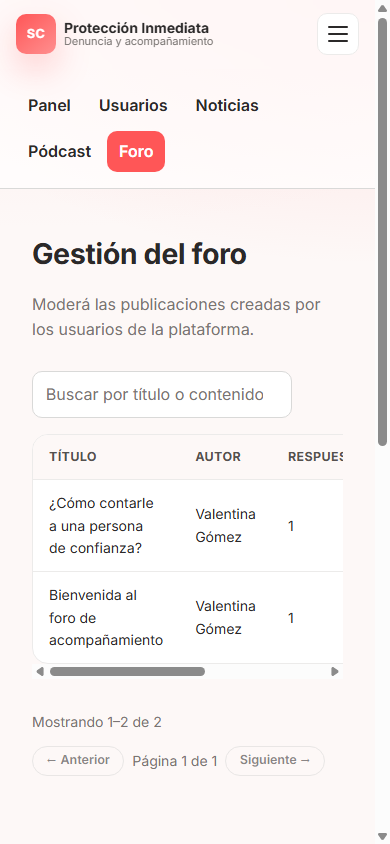 SC
Protección Inmediata
Denuncia y acompañamiento
Panel Usuarios Noticias
Pódcast Foro
Gestión del foro
Moderá las publicaciones creadas por
los usuarios de la plataforma.
Buscar por título o contenido
TÍTULO AUTOR RESPUES
¿Cómo contarle
a una persona
de confianza?
Valentina
Gómez
1
Bienvenida al
foro de
acompañamiento
Valentina
Gómez
1
Mostrando 1–2 de 2
← Anterior Página 1 de 1 Siguiente →